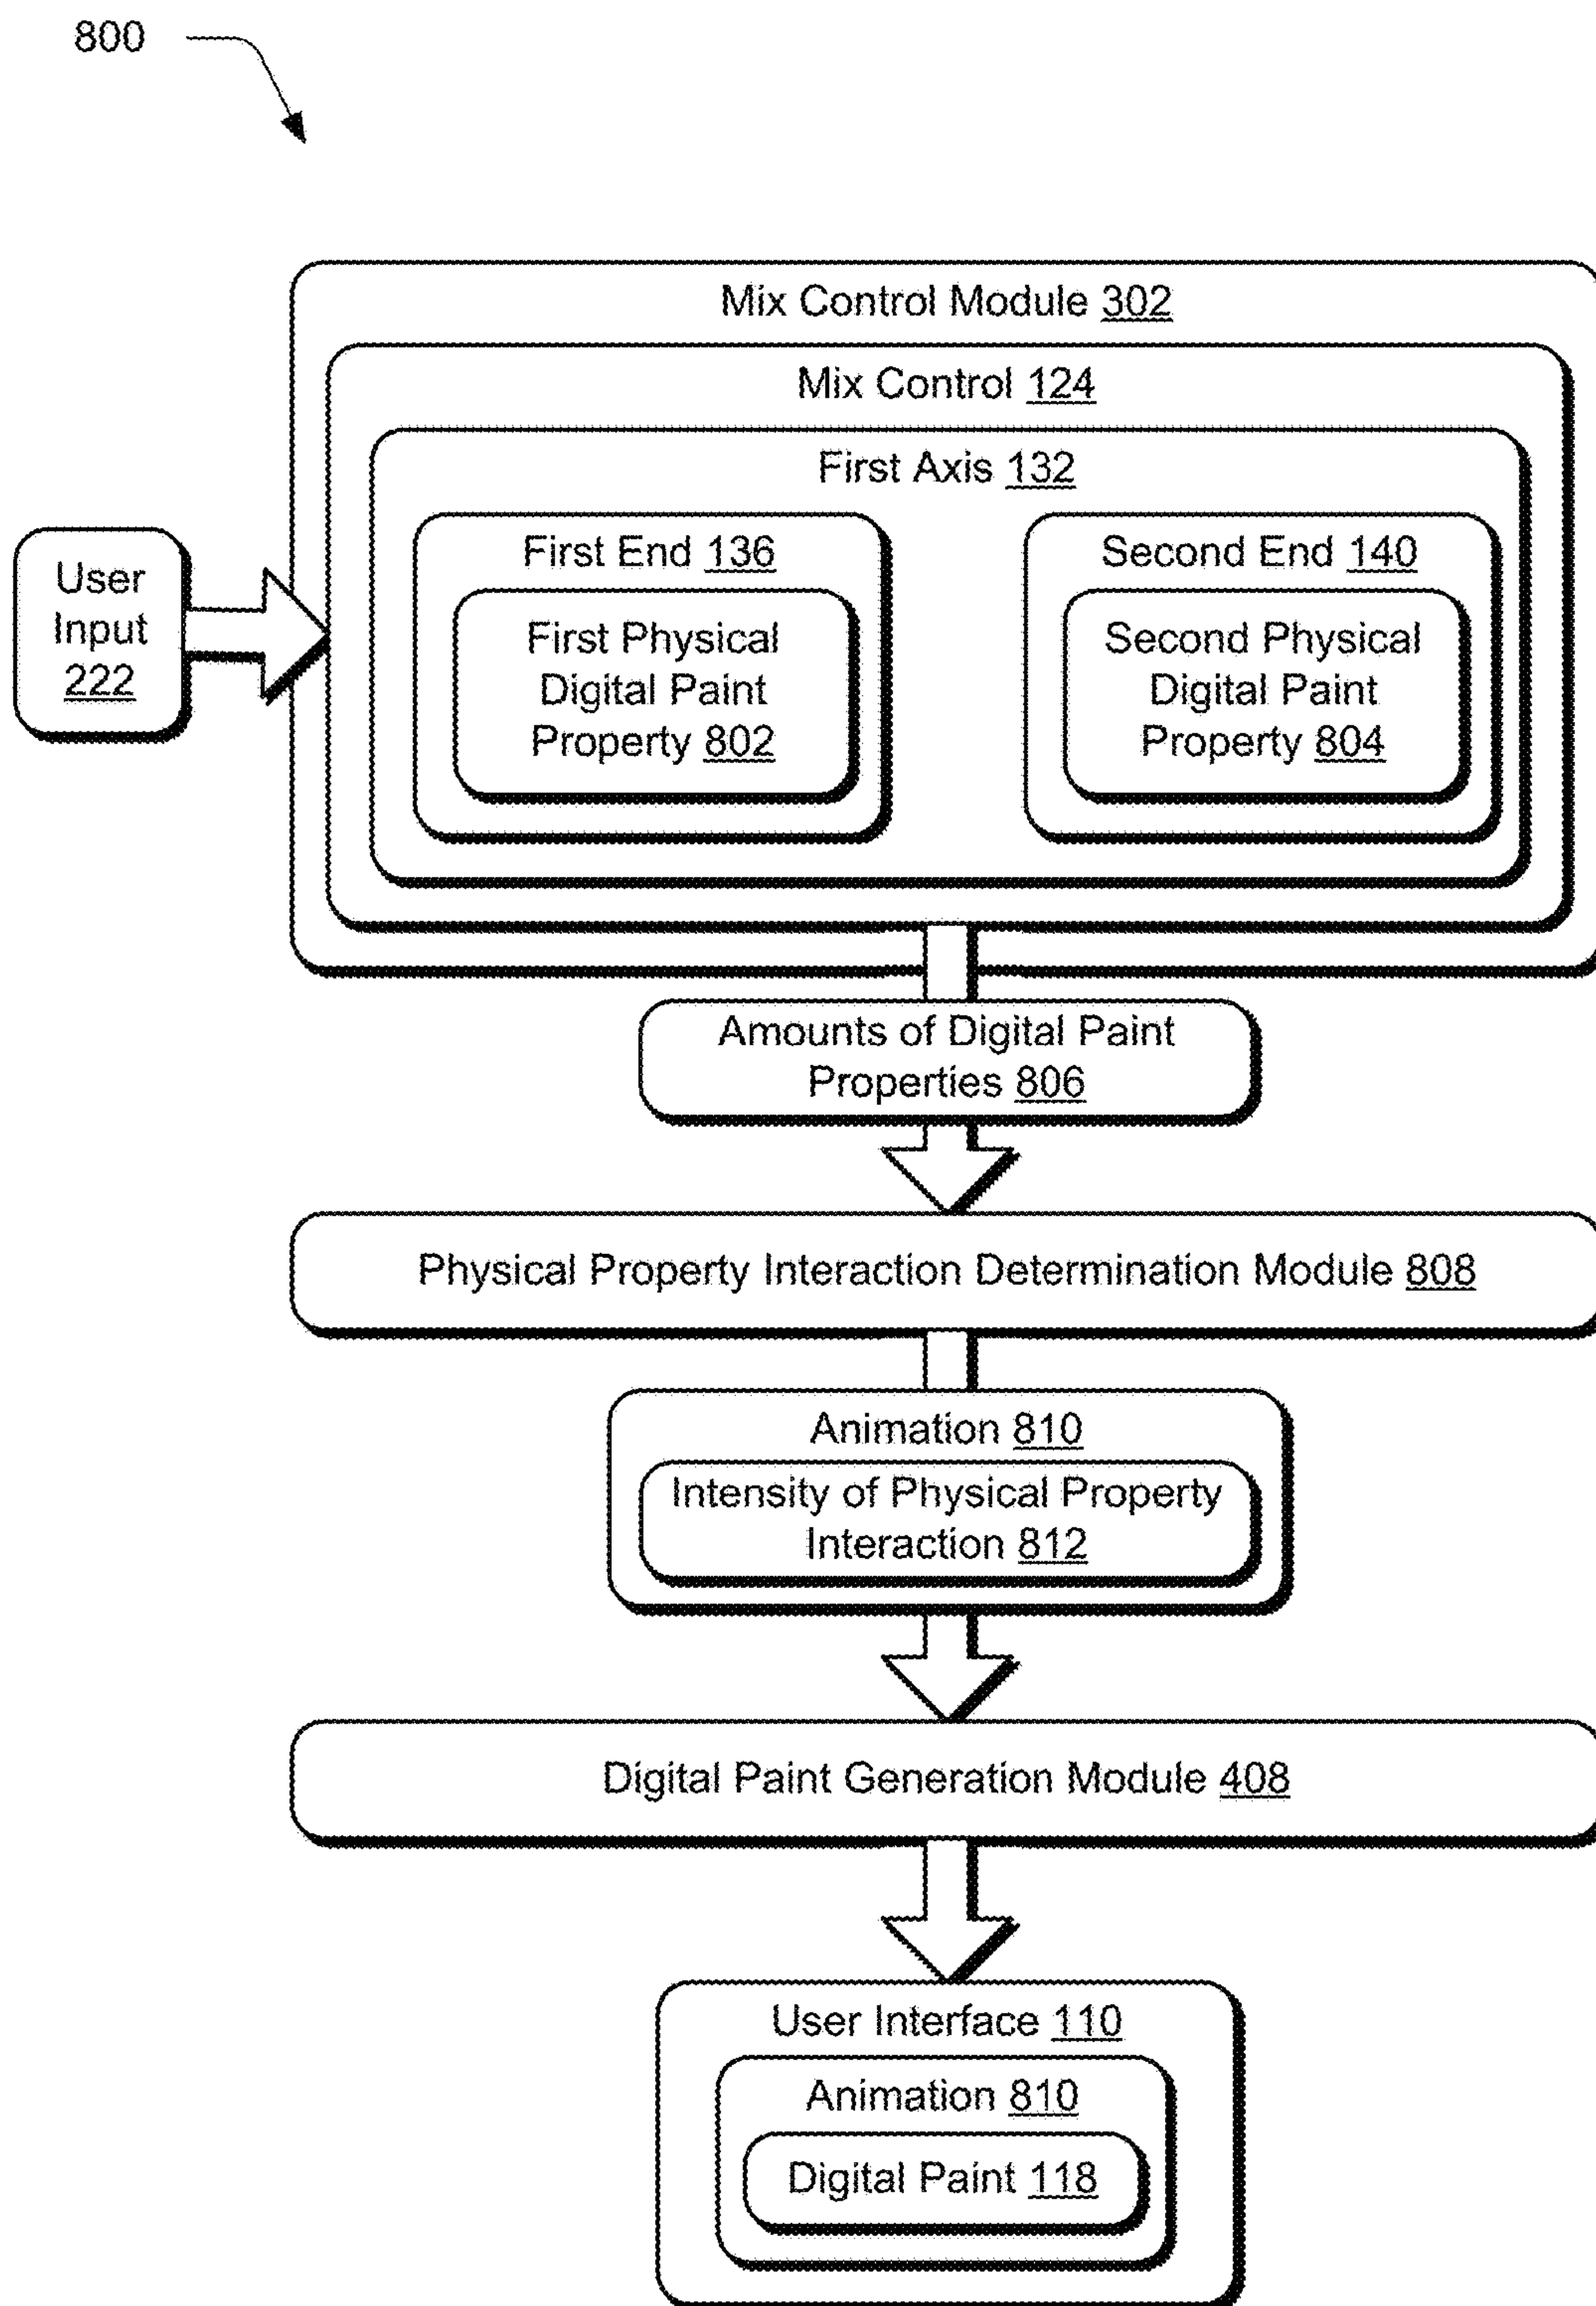 800
Mix Control Module 302
Mix Control 124
First Axis 132
User
Input
222
First End 136
First Physical
Digital Paint
Property 802
Second End 140
Second Physical
Digital Paint
Property 804
Amounts of Digital Paint
Properties 806
Physical Property Interaction Determination Module 808
Animation 810
Intensity of Physical Property
Interaction 812
Digital Paint Generation Module 408
User Interface 110
Animation 810
Digital Paint 118